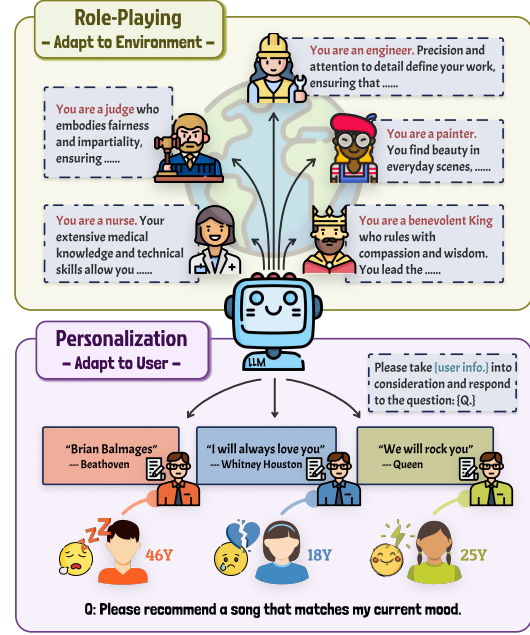 Role-Playing
– Adapt to Environment –
You are an engineer. Precision and
attention to detail define your work,
ensuring that ......
You are a judge who
embodies fairness
and impartiality,
ensuring ......
You are a painter.
You find beauty in
everyday scenes, ......
You are a nurse. Your
extensive medical
knowledge and technical
skills allow you ......
You are a benevolent King
who rules with
compassion and wisdom.
You lead the ......
LLM
Personalization
– Adapt to User –
Please take {user info.} into
consideration and respond
to the question: {Q.}
“Brian Balmages”
--- Beathoven
“I will always love you”
--- Whitney Houston
“We will rock you”
--- Queen
zzZ
46Y
18Y
25Y
Q: Please recommend a song that matches my current mood.